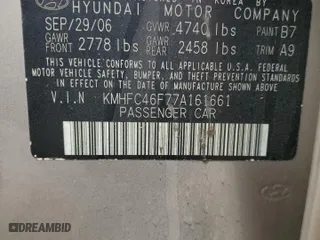 HYUNDAI MOTOR COMPANY
SEP/29/06 GVWR 4740 lbs PAINT B7
GAWR FRONT 2778 lbs GAWR REAR 2458 lbs TRIM A9
THIS VEHICLE CONFORMS TO ALL APPLICABLE U.S.A FEDERAL
MOTOR VEHICLE SAFETY, BUMPER, AND THEFT PREVENTION
STANDARDS IN EFFECT ON THE DATE OF MANUFACTURE SHOWN ABOVE.
V.I.N KMHFC46F77A161661
PASSENGER CAR
DREAMBID